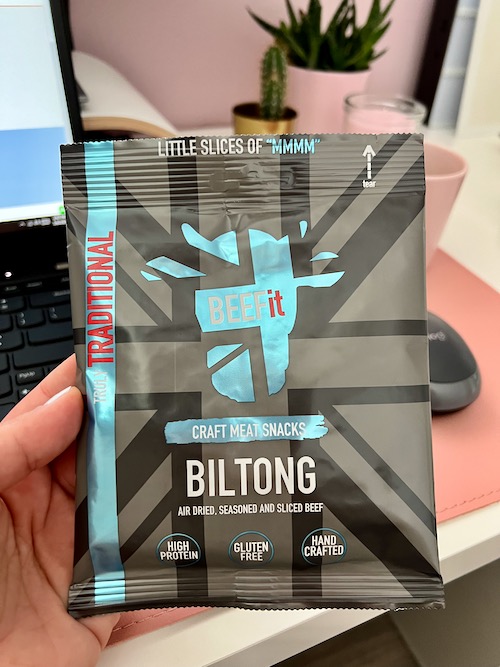 LITTLE SLICES OF "MMMM"
tear
TRULY TRADITIONAL
BEEFit
CRAFT MEAT SNACKS
BILTONG
AIR DRIED, SEASONED AND SLICED BEEF
HIGH
PROTEIN
GLUTEN
FREE
HAND
CRAFTED